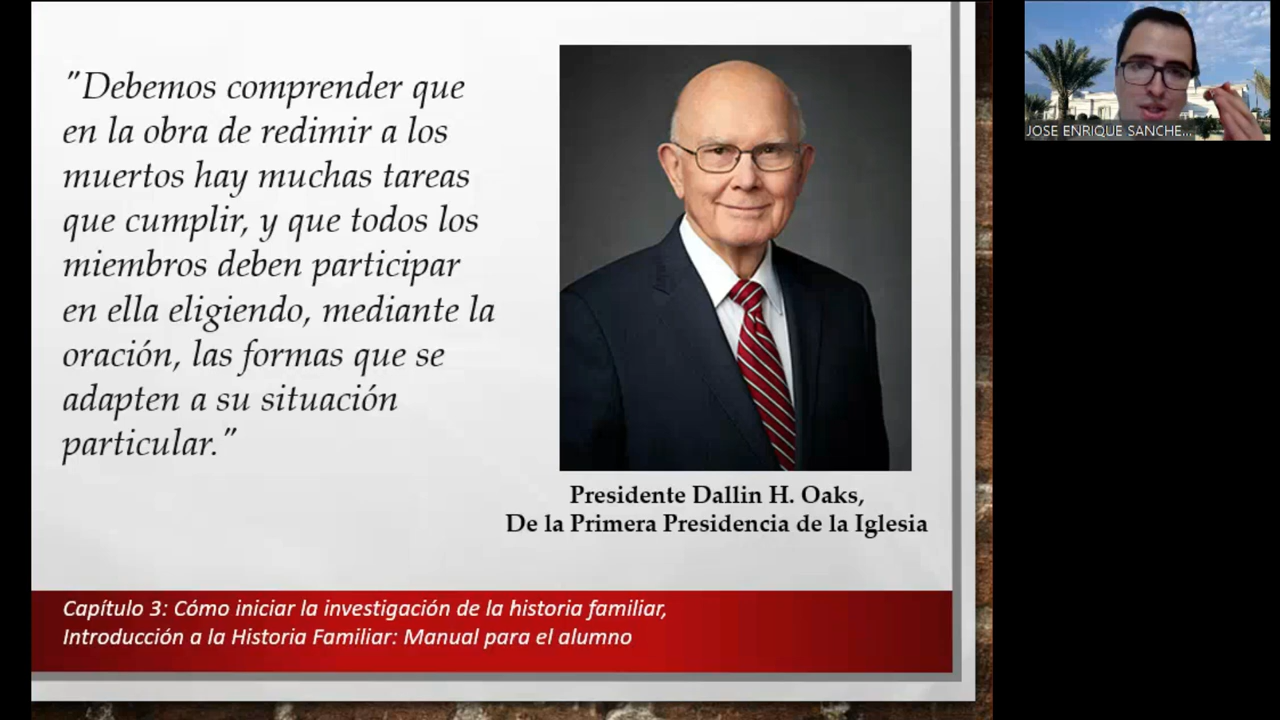 "Debemos comprender que
en la obra de redimir a los
muertos hay muchas tareas
que cumplir, y que todos los
miembros deben participar
en ella eligiendo, mediante la
oración, las formas que se
adapten a su situación
particular."
Presidente Dallin H. Oaks,
De la Primera Presidencia de la Iglesia
Capítulo 3: Cómo iniciar la investigación de la historia familiar,
Introducción a la Historia Familiar: Manual para el alumno
JOSE ENRIQUE SANCHE...